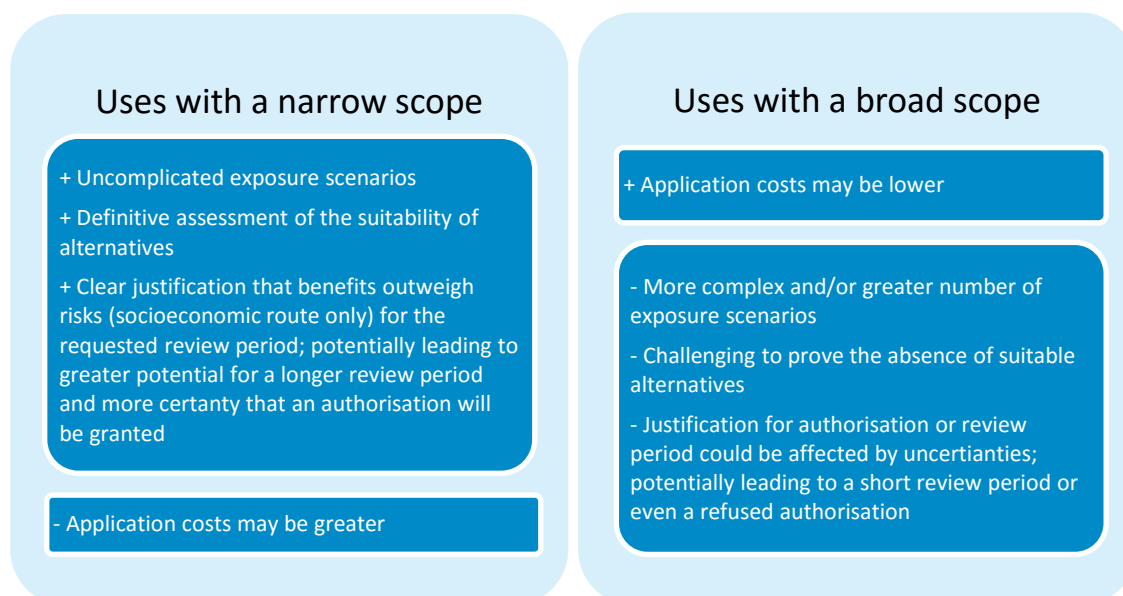 Uses with a narrow scope
+ Uncomplicated exposure scenarios
+ Definitive assessment of the suitability of
alternatives
+ Clear justification that benefits outweigh
risks (socioeconomic route only) for the
requested review period; potentially leading to
greater potential for a longer review period
and more certanty that an authorisation will
be granted
- Application costs may be greater
Uses with a broad scope
+ Application costs may be lower
- More complex and/or greater number of
exposure scenarios
- Challenging to prove the absence of suitable
alternatives
- Justification for authorisation or review
period could be affected by uncertianties;
potentially leading to a short review period or
even a refused authorisation